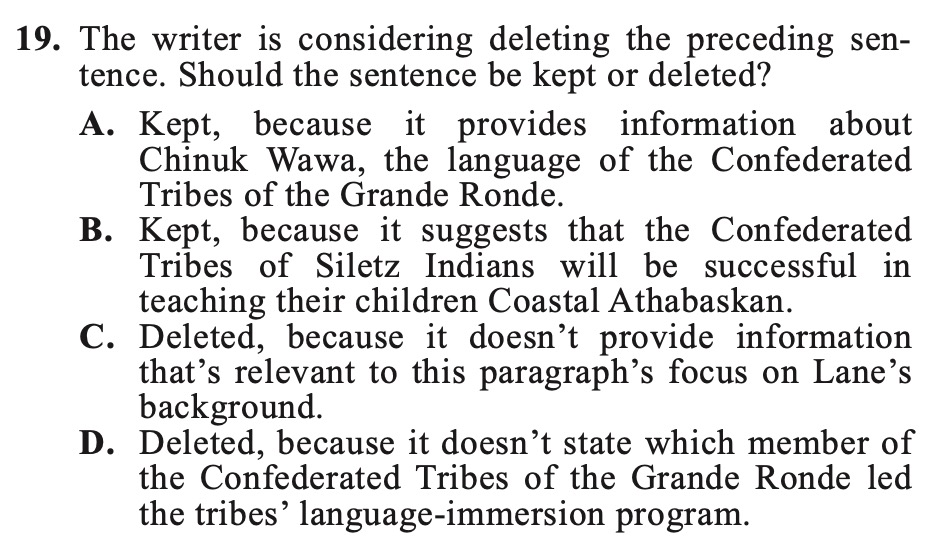 19. The writer is considering deleting the preceding sen-
tence. Should the sentence be kept or deleted?
A. Kept, because it provides information about
Chinuk Wawa, the language of the Confederated
Tribes of the Grande Ronde.
B. Kept, because it suggests that the Confederated
Tribes of Siletz Indians will be successful in
teaching their children Coastal Athabaskan.
C. Deleted, because it doesn’t provide information
that’s relevant to this paragraph’s focus on Lane’s
background.
D. Deleted, because it doesn’t state which member of
the Confederated Tribes of the Grande Ronde led
the tribes’ language-immersion program.